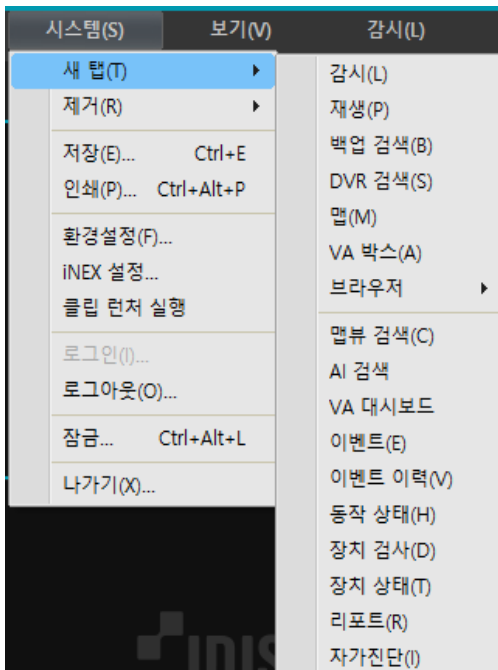 시스템(S) 보기(V) 감시(L)
새 탭(T)
제거(R)
저장(E)... Ctrl+E
인쇄(P)... Ctrl+Alt+P
환경설정(F)...
iNEX 설정...
클립 런처 실행
로그인(I)...
로그아웃(O)...
잠금... Ctrl+Alt+L
나가기(X)...
감시(L)
재생(P)
백업 검색(B)
DVR 검색(S)
맵(M)
VA 박스(A)
브라우저
맵뷰 검색(C)
AI 검색
VA 대시보드
이벤트(E)
이벤트 이력(V)
동작 상태(H)
장치 검사(D)
장치 상태(T)
리포트(R)
자가진단(I)